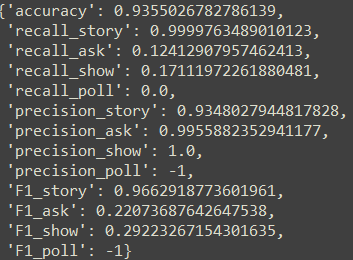 {'accuracy': 0.9355026782786139,
'recall_story': 0.9999763489010123,
'recall_ask': 0.12412907957462413,
'recall_show': 0.17111972261880481,
'recall_poll': 0.0,
'precision_story': 0.9348027944817828,
'precision_ask': 0.9955882352941177,
'precision_show': 1.0,
'precision_poll': -1,
'F1_story': 0.9662918773601961,
'F1_ask': 0.22073687642647538,
'F1_show': 0.29223267154301635,
'F1_poll': -1}